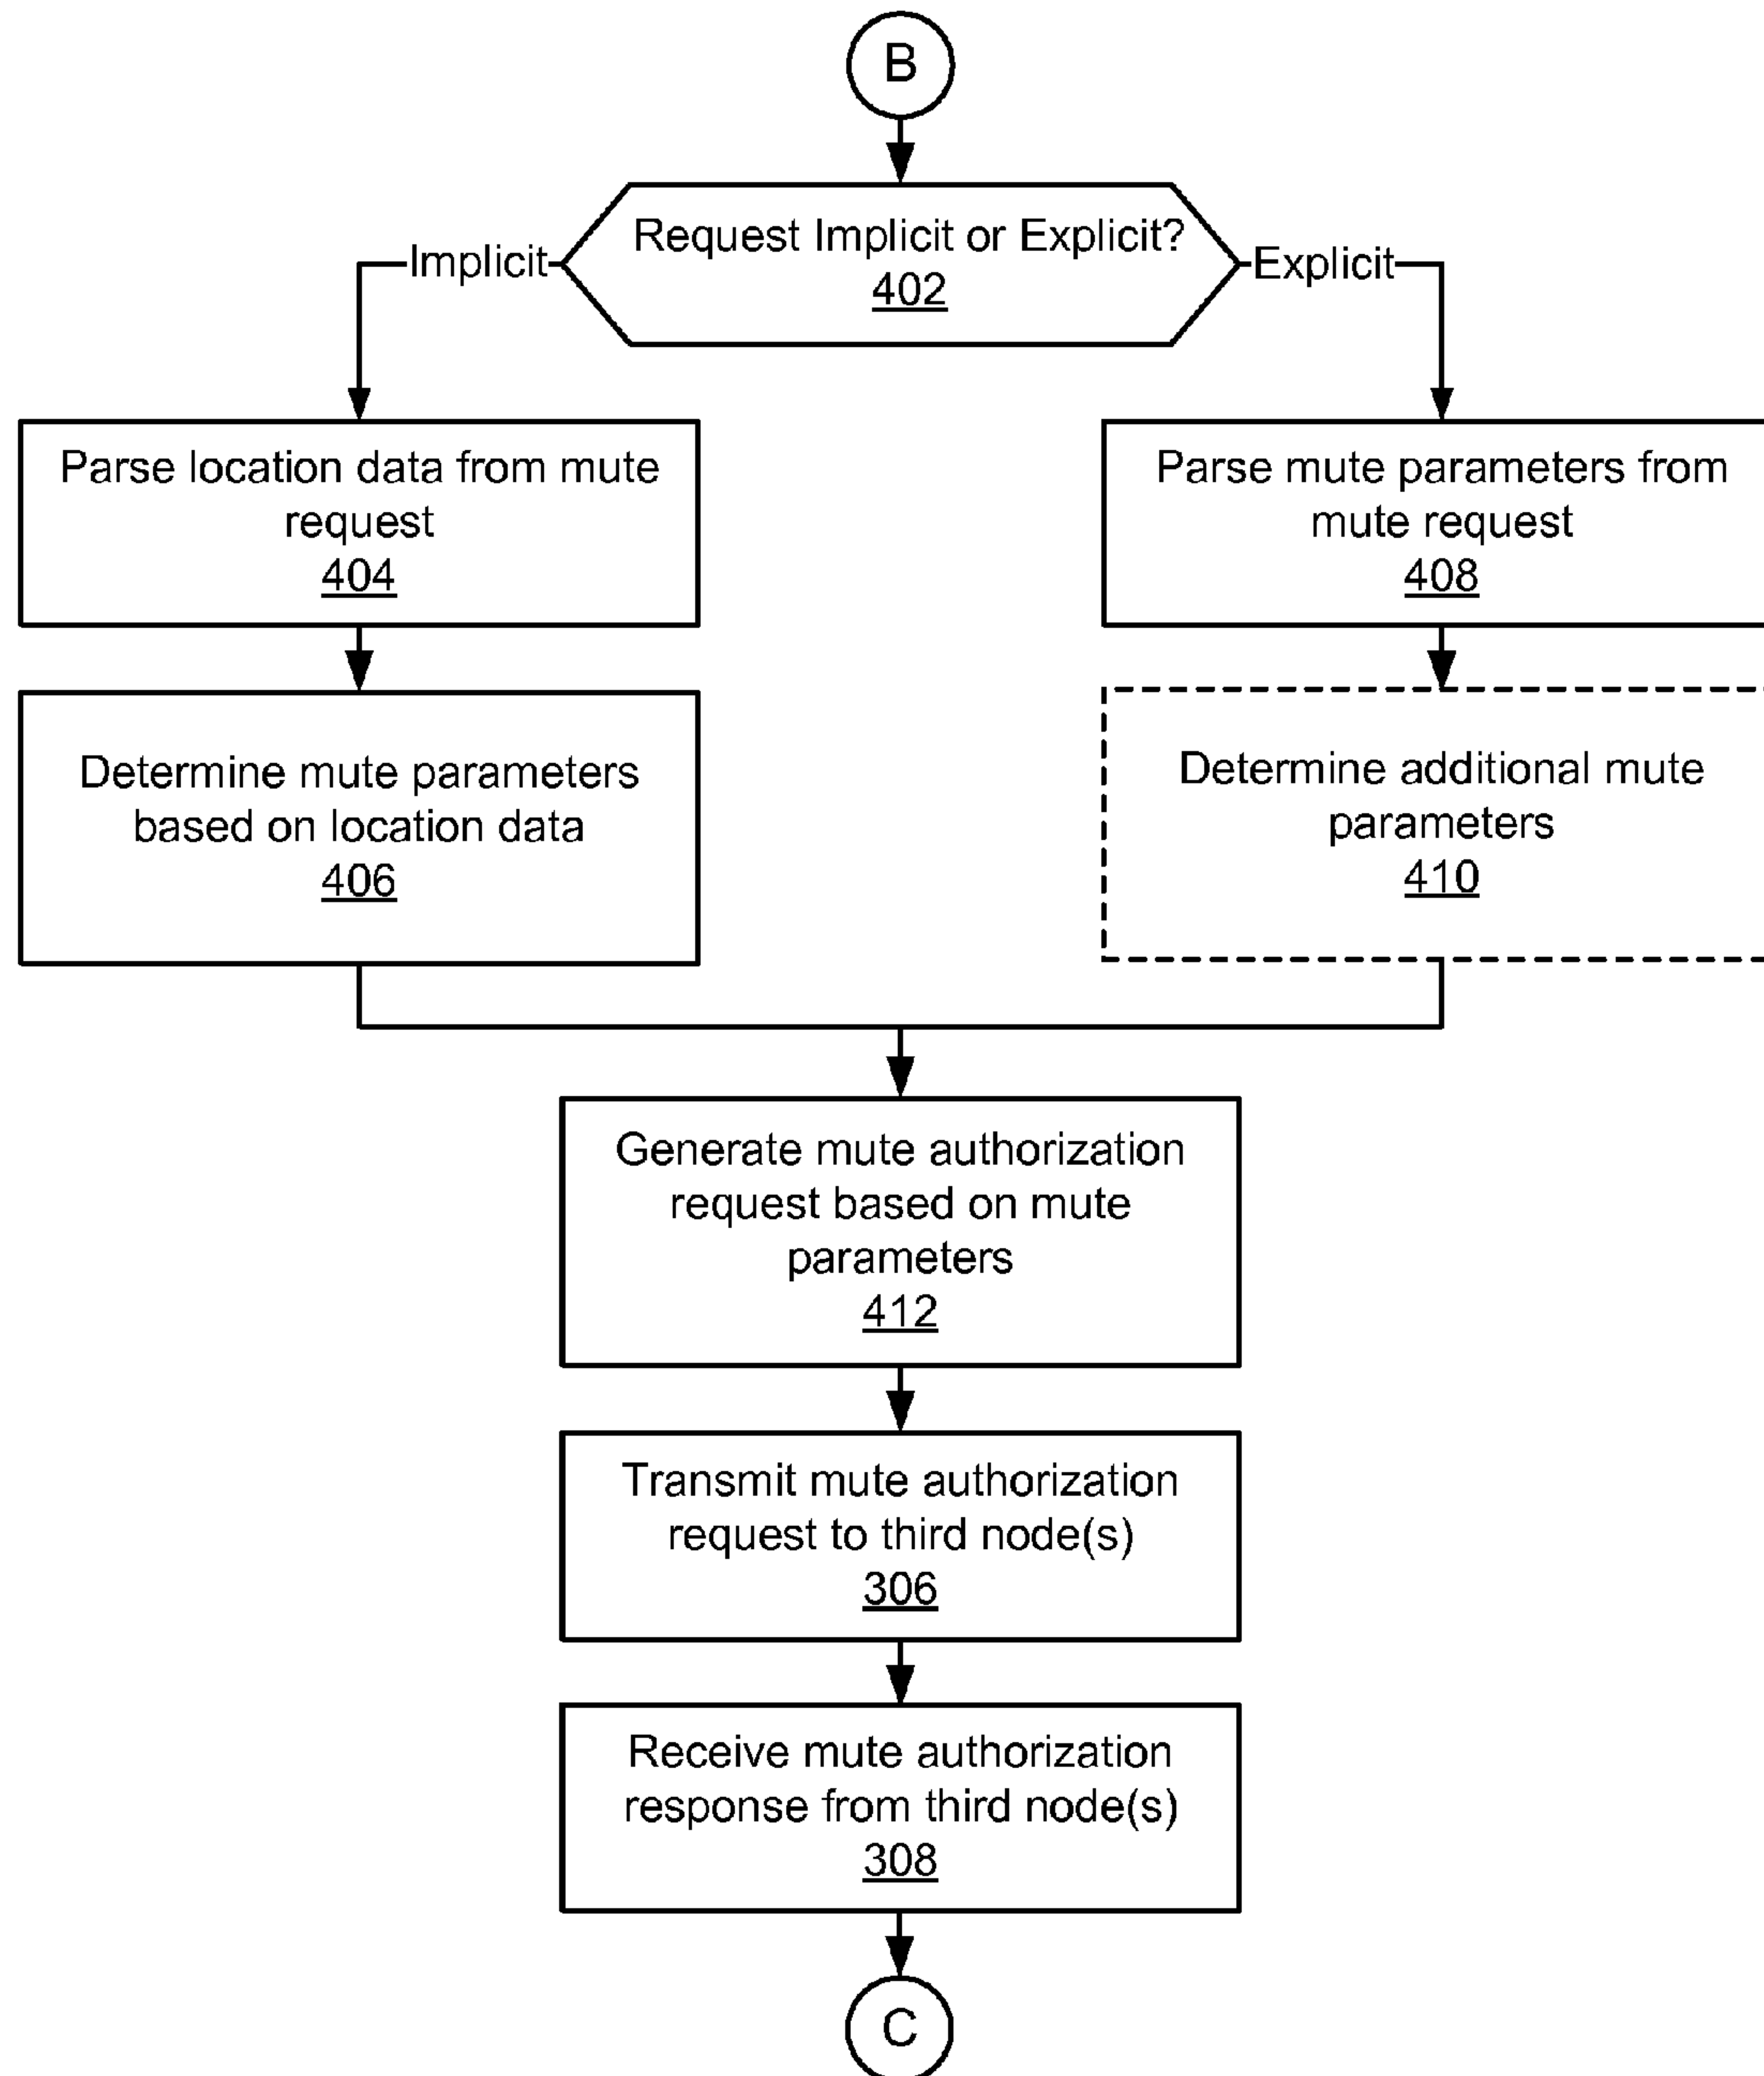 B
Request Implicit or Explicit?
402
Implicit
Explicit
Parse location data from mute
request
404
Parse mute parameters from
mute request
408
Determine mute parameters
based on location data
406
Determine additional mute
parameters
410
Generate mute authorization
request based on mute
parameters
412
Transmit mute authorization
request to third node(s)
306
Receive mute authorization
response from third node(s)
308
C